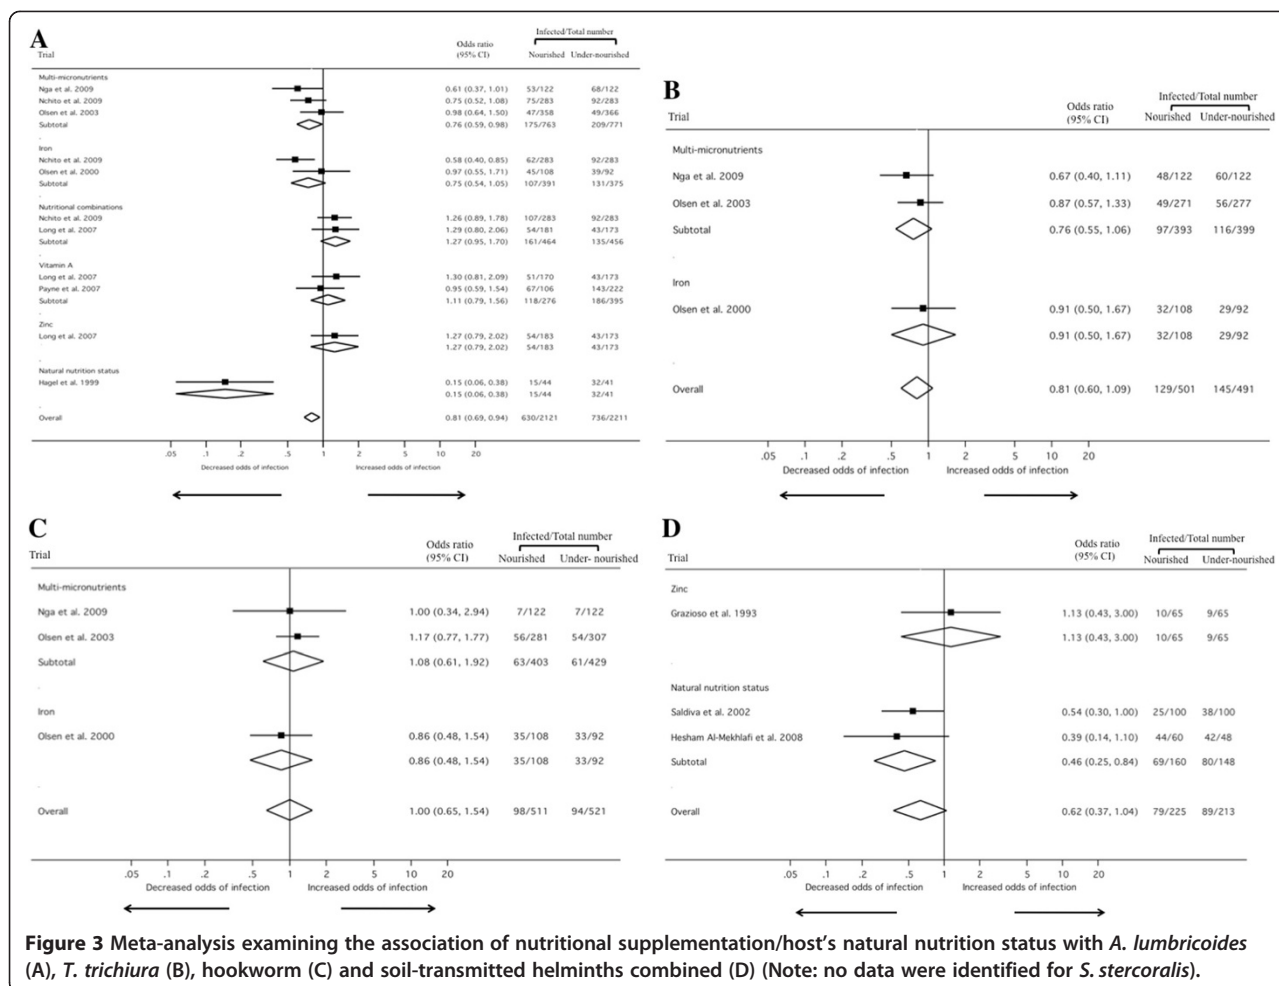 A
Infected/Total number
Odds ratio
Trial (95% CI) Nourished Under-nourished
Multi-micronutrients
Nga et al. 2009 0.61 (0.37, 1.01) 53/122 68/122
Nchito et al. 2009 0.75 (0.52, 1.08) 75/283 92/283
Olsen et al. 2003 0.98 (0.64, 1.50) 47/358 49/366
Subtotal 0.76 (0.59, 0.98) 175/763 209/771
.
Iron
Nchito et al. 2009 0.58 (0.40, 0.85) 62/283 92/283
Olsen et al. 2000 0.97 (0.55, 1.71) 45/108 39/92
Subtotal 0.75 (0.54, 1.05) 107/391 131/375
.
Nutritional combinations
Nchito et al. 2009 1.26 (0.89, 1.78) 107/283 92/283
Long et al. 2007 1.29 (0.80, 2.06) 54/181 43/173
Subtotal 1.27 (0.95, 1.70) 161/464 135/456
.
Vitamin A
Long et al. 2007 1.30 (0.81, 2.09) 51/170 43/173
Payne et al. 2007 0.95 (0.59, 1.54) 67/106 143/222
Subtotal 1.11 (0.79, 1.56) 118/276 186/395
.
Zinc
Long et al. 2007 1.27 (0.79, 2.02) 54/183 43/173
1.27 (0.79, 2.02) 54/183 43/173
.
Natural nutrition status
Hagel et al. 1999 0.15 (0.06, 0.38) 15/44 32/41
0.15 (0.06, 0.38) 15/44 32/41
.
Overall 0.81 (0.69, 0.94) 630/2121 736/2211
.05 .1 .2 .5 1 2 5 10 20
Decreased odds of infection Increased odds of infection
B
Infected/Total number
Odds ratio
Trial (95% CI) Nourished Under-nourished
Multi-micronutrients
Nga et al. 2009 0.67 (0.40, 1.11) 48/122 60/122
Olsen et al. 2003 0.87 (0.57, 1.33) 49/271 56/277
Subtotal 0.76 (0.55, 1.06) 97/393 116/399
.
Iron
Olsen et al. 2000 0.91 (0.50, 1.67) 32/108 29/92
0.91 (0.50, 1.67) 32/108 29/92
.
Overall 0.81 (0.60, 1.09) 129/501 145/491
.05 .1 .2 .5 1 2 5 10 20
Decreased odds of infection Increased odds of infection
C
Infected/Total number
Odds ratio
Trial (95% CI) Nourished Under- nourished
Multi-micronutrients
Nga et al. 2009 1.00 (0.34, 2.94) 7/122 7/122
Olsen et al. 2003 1.17 (0.77, 1.77) 56/281 54/307
Subtotal 1.08 (0.61, 1.92) 63/403 61/429
.
Iron
Olsen et al. 2000 0.86 (0.48, 1.54) 35/108 33/92
0.86 (0.48, 1.54) 35/108 33/92
.
Overall 1.00 (0.65, 1.54) 98/511 94/521
.05 .1 .2 .5 1 2 5 10 20
Decreased odds of infection Increased odds of infection
D
Infected/Total number
Odds ratio
Trial (95% CI) Nourished Under-nourished
Zinc
Grazioso et al. 1993 1.13 (0.43, 3.00) 10/65 9/65
1.13 (0.43, 3.00) 10/65 9/65
.
Natural nutrition status
Saldiva et al. 2002 0.54 (0.30, 1.00) 25/100 38/100
Hesham Al-Mekhlafi et al. 2008 0.39 (0.14, 1.10) 44/60 42/48
Subtotal 0.46 (0.25, 0.84) 69/160 80/148
.
Overall 0.62 (0.37, 1.04) 79/225 89/213
.05 .1 .2 .5 1 2 5 10 20
Decreased odds of infection Increased odds of infection
Figure 3 Meta-analysis examining the association of nutritional supplementation/host's natural nutrition status with A. lumbricoides
(A), T. trichiura (B), hookworm (C) and soil-transmitted helminths combined (D) (Note: no data were identified for S. stercoralis).